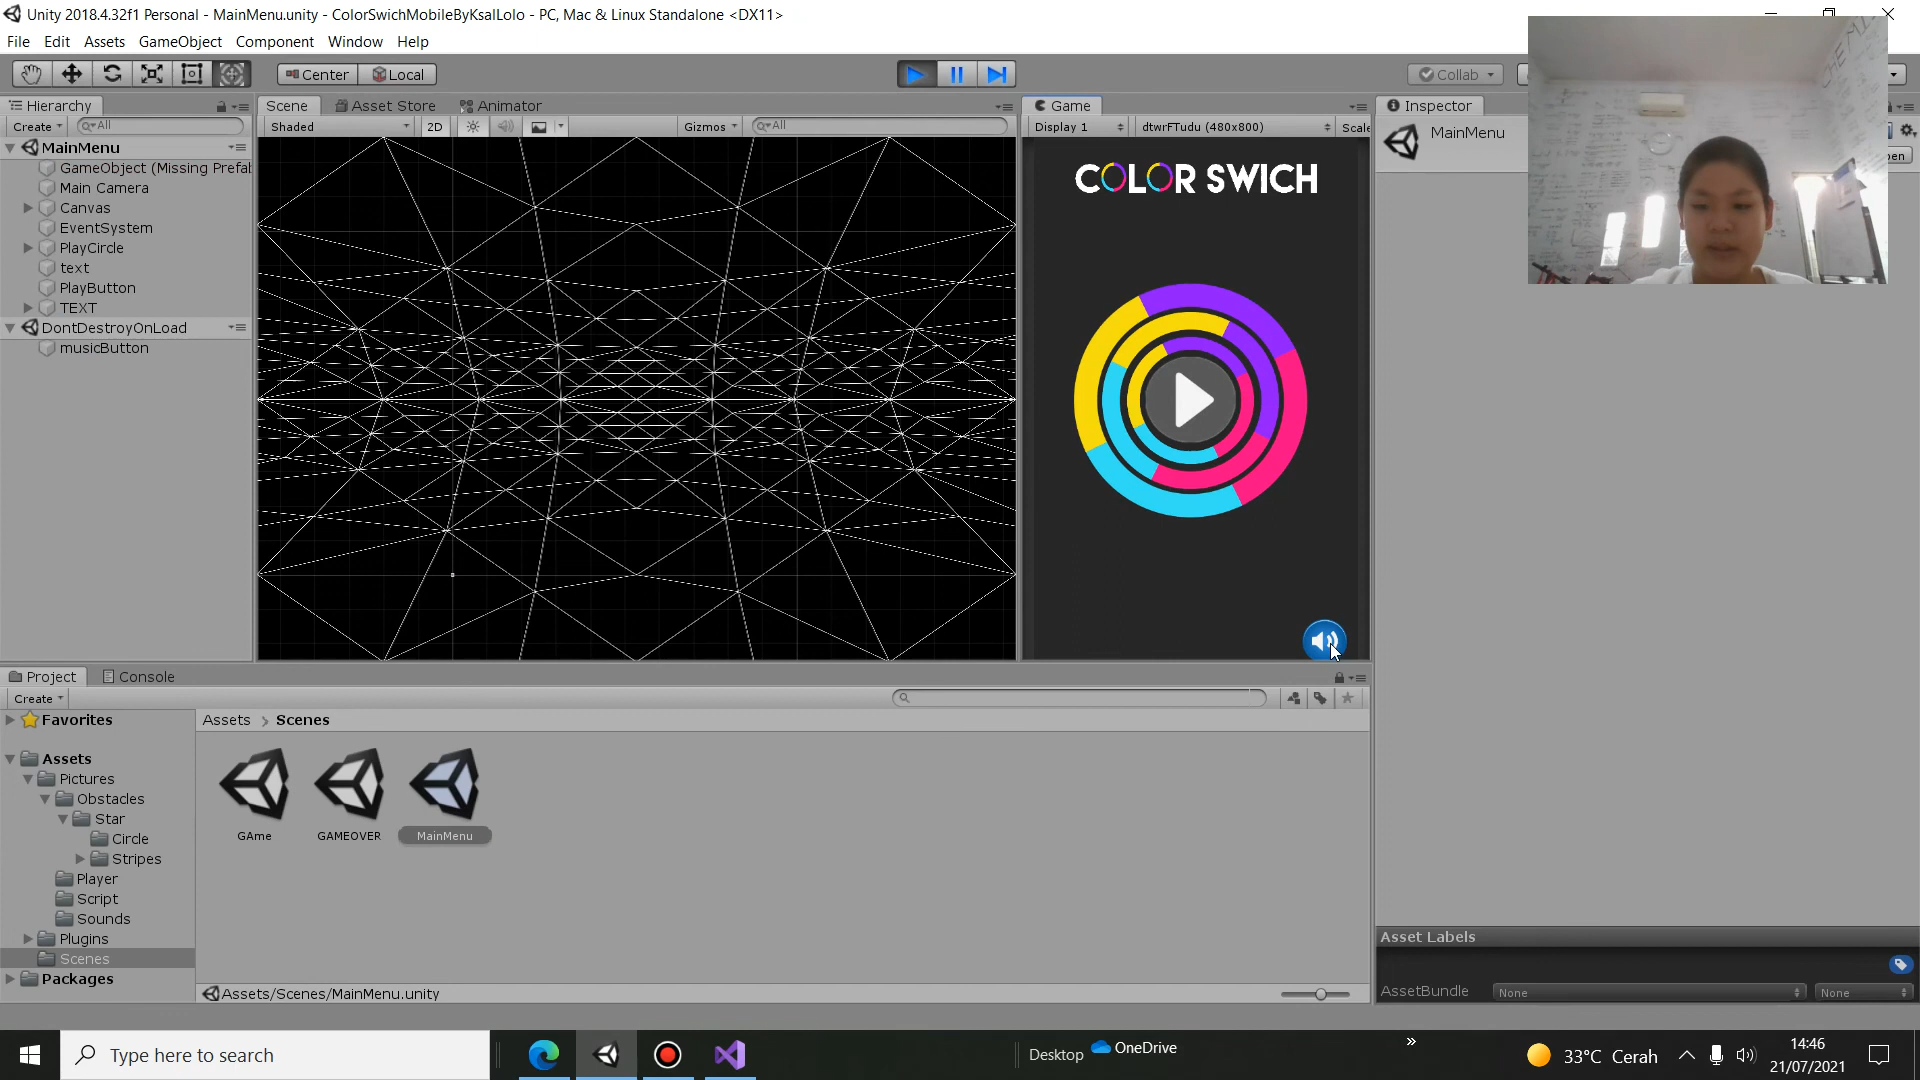 Unity 2018.4.32f1 Personal - MainMenu.unity - ColorSwichMobileByKsalLolo - PC, Mac & Linux Standalone <DX11>
File Edit Assets GameObject Component Window Help
Center Local Collab
Hierarchy Scene Asset Store Animator Game Inspector
Create All Shaded 2D Gizmos All Display 1 dtwrFTudu (480x800) Scale
MainMenu
GameObject (Missing Prefab
Main Camera
Canvas
EventSystem
PlayCircle
text
PlayButton
TEXT
DontDestroyOnLoad
musicButton
COLOR SWICH
MainMenu
Project Console
Create
Favorites
Assets
Pictures
Obstacles
Star
Circle
Stripes
Player
Script
Sounds
Plugins
Scenes
Packages
Assets > Scenes
GAme GAMEOVER MainMenu
Assets/Scenes/MainMenu.unity
Asset Labels
AssetBundle None None
Type here to search
Desktop OneDrive
33°C Cerah
14:46
21/07/2021